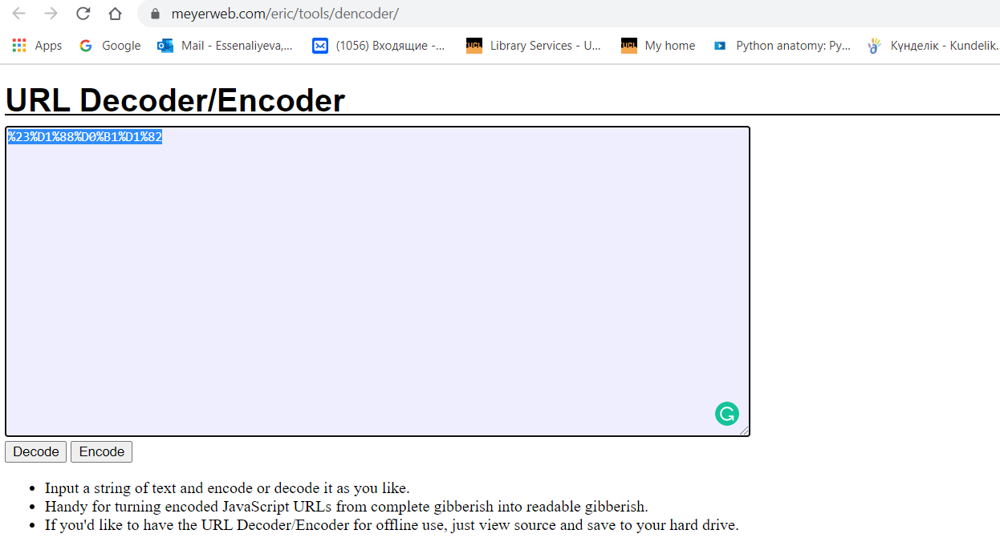 meyerweb.com/eric/tools/dencoder/
Apps Google Mail - Essenaliyeva,... (1056) Входящие -... UCL Library Services - U... UCL My home Python anatomy: Py... Күнделік - Kundelik...
URL Decoder/Encoder
%23%D1%88%D0%B1%D1%82
Decode Encode
Input a string of text and encode or decode it as you like.
Handy for turning encoded JavaScript URLs from complete gibberish into readable gibberish.
If you'd like to have the URL Decoder/Encoder for offline use, just view source and save to your hard drive.